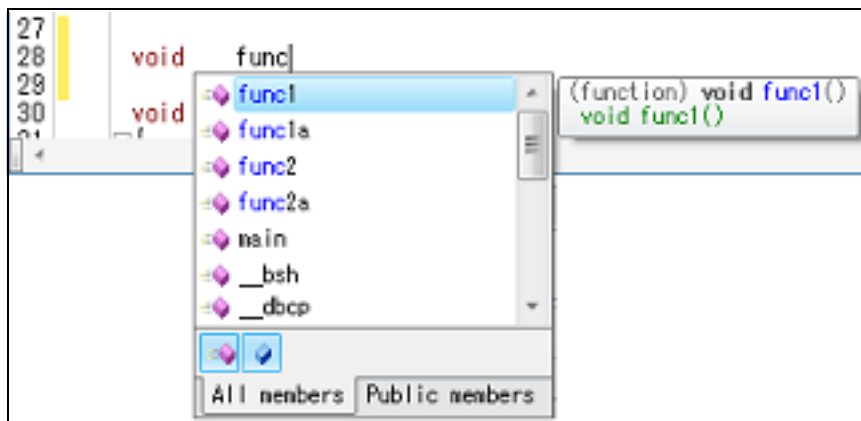 27
28 void func
29
30 void
31 {
func1
func1a
func2
func2a
main
__bsh
__dbcp
All members Public members
(function) void func1()
void func1()